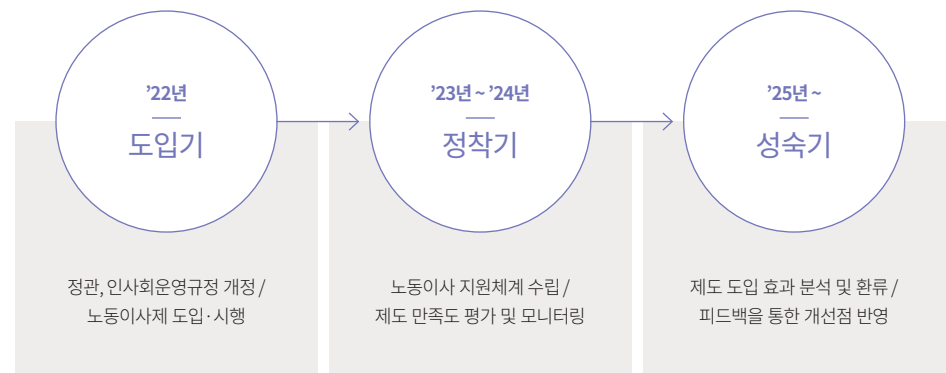 ’22년
도입기
정관, 인사회운영규정 개정 /
노동이사제 도입·시행
’23년 ~ ’24년
정착기
노동이사 지원체계 수립 /
제도 만족도 평가 및 모니터링
’25년 ~
성숙기
제도 도입 효과 분석 및 환류 /
피드백을 통한 개선점 반영